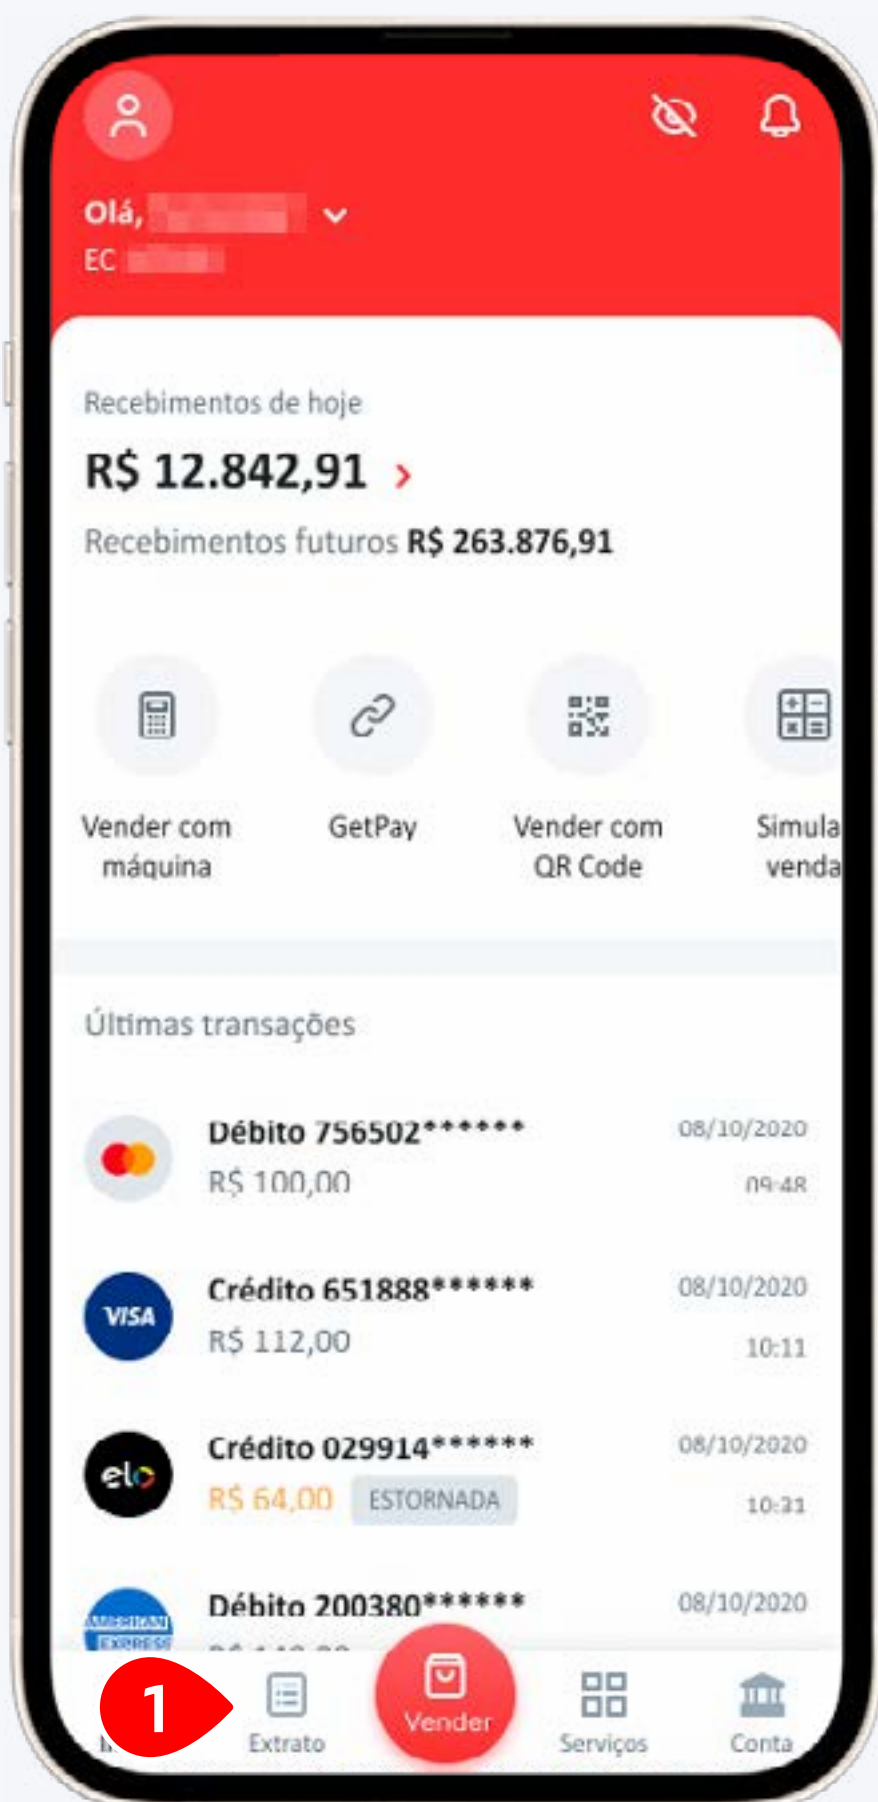 Olá,
EC
Recebimentos de hoje
R$ 12.842,91
Recebimentos futuros R$ 263.876,91
Vender com
máquina
GetPay
Vender com
QR Code
Simula
venda
Últimas transações
Débito 756502******
08/10/2020
R$ 100,00
09:48
VISA
Crédito 651888******
08/10/2020
R$ 112,00
10:11
elo
Crédito 029914******
08/10/2020
R$ 64,00
ESTORNADA
10:31
AMERICAN
EXPRESS
Débito 200380******
08/10/2020
1
Extrato
Vender
Serviços
Conta